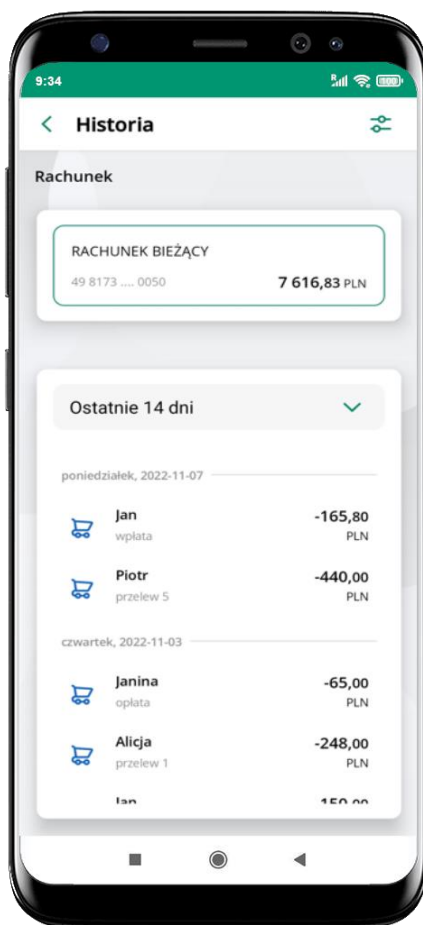 9:34
Historia
Rachunek
RACHUNEK BIEŻĄCY
49 8173 .... 0050 7 616,83 PLN
Ostatnie 14 dni
poniedziałek, 2022-11-07
Jan -165,80
wpłata PLN
Piotr -440,00
przelew 5 PLN
czwartek, 2022-11-03
Janina -65,00
opłata PLN
Alicja -248,00
przelew 1 PLN